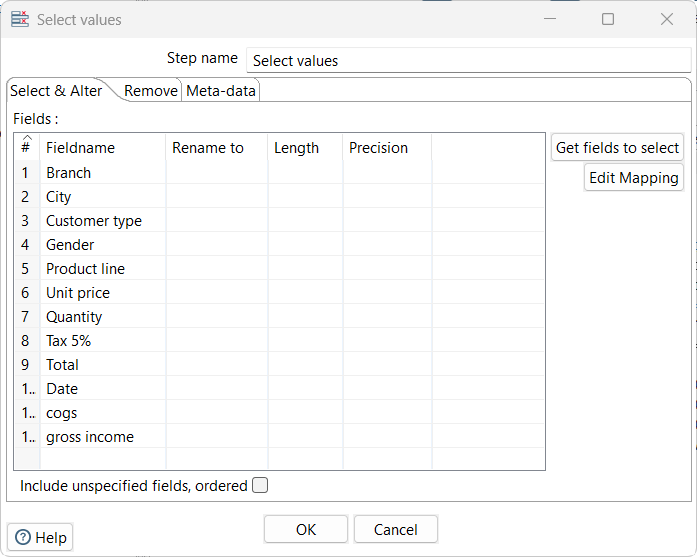 Select values
Step name Select values
Select & Alter Remove Meta-data
Fields :
# Fieldname Rename to Length Precision
Get fields to select
1 Branch
Edit Mapping
2 City
3 Customer type
4 Gender
5 Product line
6 Unit price
7 Quantity
8 Tax 5%
9 Total
1.. Date
1.. cogs
1.. gross income
Include unspecified fields, ordered
OK Cancel
Help